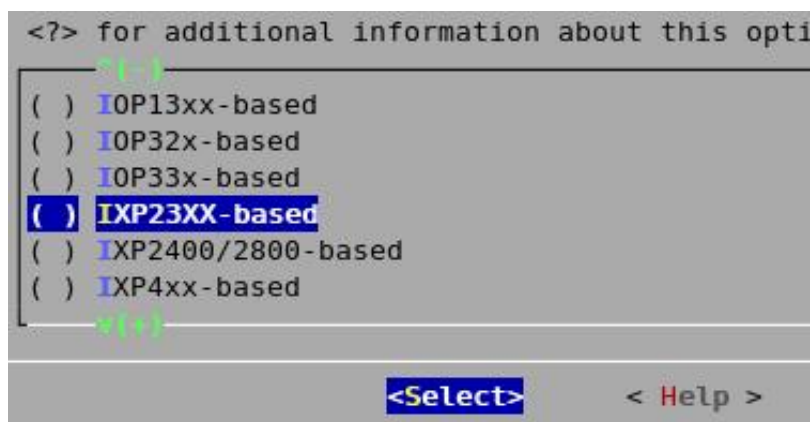 <?> for additional information about this opti
^(-)
( ) IOP13xx-based
( ) IOP32x-based
( ) IOP33x-based
( ) IXP23XX-based
( ) IXP2400/2800-based
( ) IXP4xx-based
v(+)
<Select> < Help >